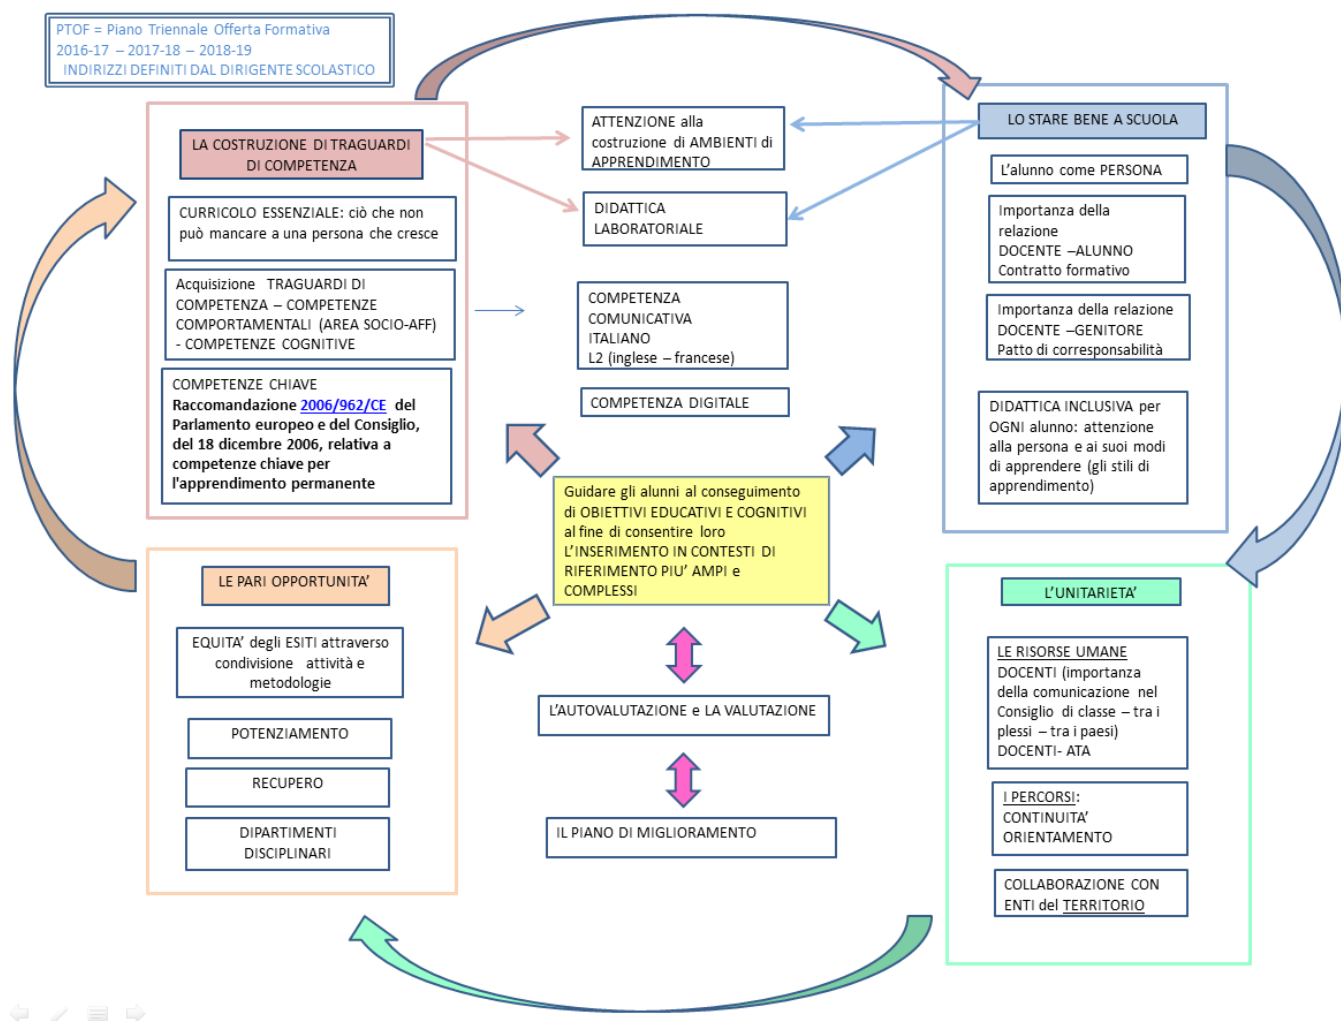 PTOF = Piano Triennale Offerta Formativa
2016-17 – 2017-18 – 2018-19
INDIRIZZI DEFINITI DAL DIRIGENTE SCOLASTICO
LA COSTRUZIONE DI TRAGUARDI
DI COMPETENZA
CURRICOLO ESSENZIALE: ciò che non
può mancare a una persona che cresce
Acquisizione TRAGUARDI DI
COMPETENZA – COMPETENZE
COMPORTAMENTALI (AREA SOCIO-AFF)
- COMPETENZE COGNITIVE
COMPETENZE CHIAVE
Raccomandazione 2006/962/CE del
Parlamento europeo e del Consiglio,
del 18 dicembre 2006, relativa a
competenze chiave per
l'apprendimento permanente
ATTENZIONE alla
costruzione di AMBIENTI di
APPRENDIMENTO
DIDATTICA
LABORATORIALE
COMPETENZA
COMUNICATIVA
ITALIANO
L2 (inglese – francese)
COMPETENZA DIGITALE
LO STARE BENE A SCUOLA
L'alunno come PERSONA
Importanza della
relazione
DOCENTE –ALUNNO
Contratto formativo
Importanza della relazione
DOCENTE –GENITORE
Patto di corresponsabilità
DIDATTICA INCLUSIVA per
OGNI alunno: attenzione
alla persona e ai suoi modi
di apprendere (gli stili di
apprendimento)
Guidare gli alunni al conseguimento
di OBIETTIVI EDUCATIVI E COGNITIVI
al fine di consentire loro
L'INSERIMENTO IN CONTESTI DI
RIFERIMENTO PIU' AMPI e
COMPLESSI
LE PARI OPPORTUNITA'
EQUITA' degli ESITI attraverso
condivisione attività e
metodologie
POTENZIAMENTO
RECUPERO
DIPARTIMENTI
DISCIPLINARI
L'AUTOVALUTAZIONE e LA VALUTAZIONE
IL PIANO DI MIGLIORAMENTO
L'UNITARIETA'
LE RISORSE UMANE
DOCENTI (importanza
della comunicazione nel
Consiglio di classe – tra i
plessi – tra i paesi)
DOCENTI- ATA
I PERCORSI:
CONTINUITA'
ORIENTAMENTO
COLLABORAZIONE CON
ENTI del TERRITORIO